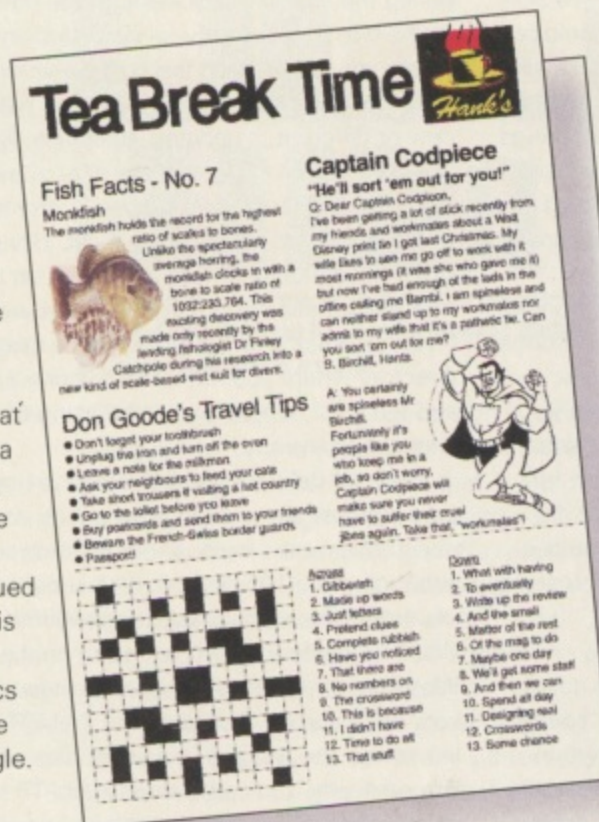 Tea Break Time
Hank's
Fish Facts - No. 7
Monkfish
The monkfish holds the record for the highest
ratio of scales to bones.
Unlike the spectacularly
average herring, the
monkfish clocks in with a
bone to scale ratio of
1032:233,764. This
exciting discovery was
made only recently by the
leading fishologist Dr Finley
Catchpole during his research into a
new kind of scale-based wet suit for divers.
Don Goode's Travel Tips
● Don't forget your toothbrush
● Unplug the iron and turn off the oven
● Leave a note for the milkman
● Ask your neighbours to feed your cats
● Take short trousers if visiting a hot country
● Go to the toilet before you leave
● Buy postcards and send them to your friends
● Beware the French-Swiss border guards
● Passport!
Captain Codpiece
"He'll sort 'em out for you!"
Q: Dear Captain Codpiece,
I've been getting a lot of stick recently from
my friends and workmates about a Walt
Disney print tie I got last Christmas. My
wife likes to see me go off to work with it
most mornings (it was she who gave it me)
but now I've had enough of the lads in the
office calling me Bambi. I am spineless and
can neither stand up to my workmates nor
admit to my wife that it's a pathetic tie. Can
you sort 'em out for me?
B. Birchill, Hants.
A: You certainly
are spineless Mr
Birchill.
Fortunately it's
people like you
who keep me in a
job, so don't worry,
Captain Codpiece will
make sure you never
have to suffer their cruel
jibes again. Take that, "workmates"!
Across
1. Gibberish
2. Made up words
3. Just letters
4. Pretend clues
5. Complete rubbish
6. Have you noticed
7. That there are
8. No numbers on
9. The crossword
10. This is because
11. I didn't have
12. Time to do all
13. That stuff
Down
1. What with having
2. To eventually
3. Write up the review
4. And the small
5. Matter of the rest
6. Of the mag to do
7. Maybe one day
8. We'll get some staff
9. And then we can
10. Spend all day
11. Designing real
12. Crosswords
13. Some chance